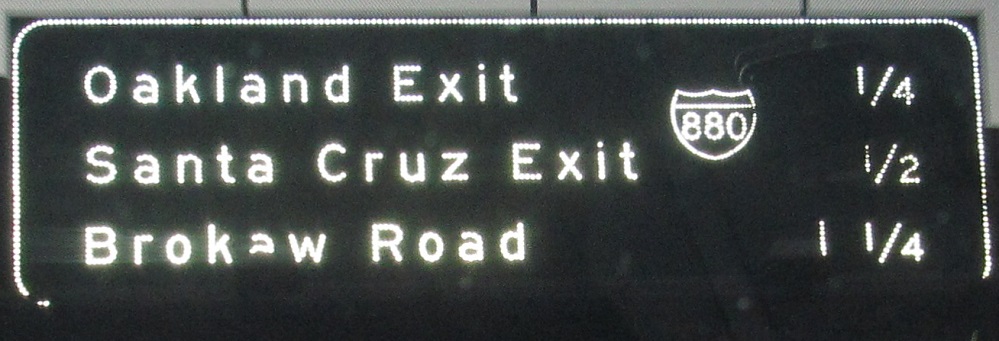 Oakland Exit 1/4
880
Santa Cruz Exit 1/2
Brokaw Road 1 1/4